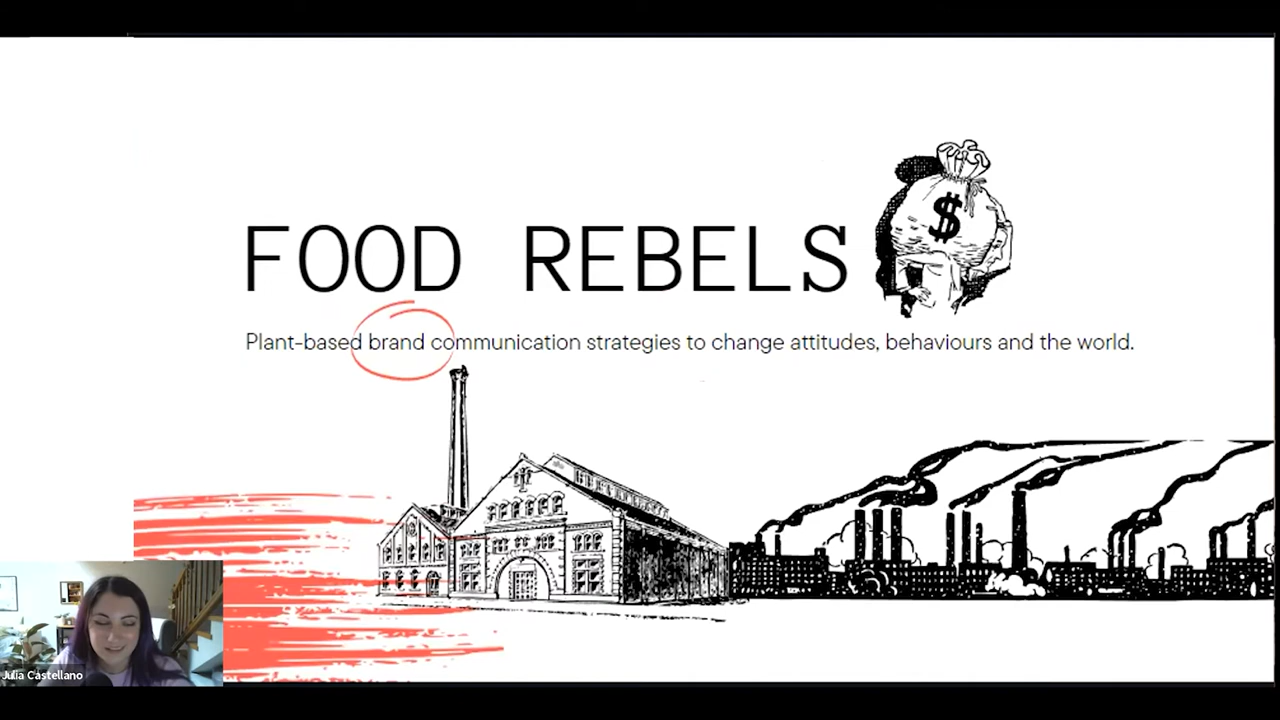 $
FOOD REBELS
Plant-based brand communication strategies to change attitudes, behaviours and the world.
Julia Castellano